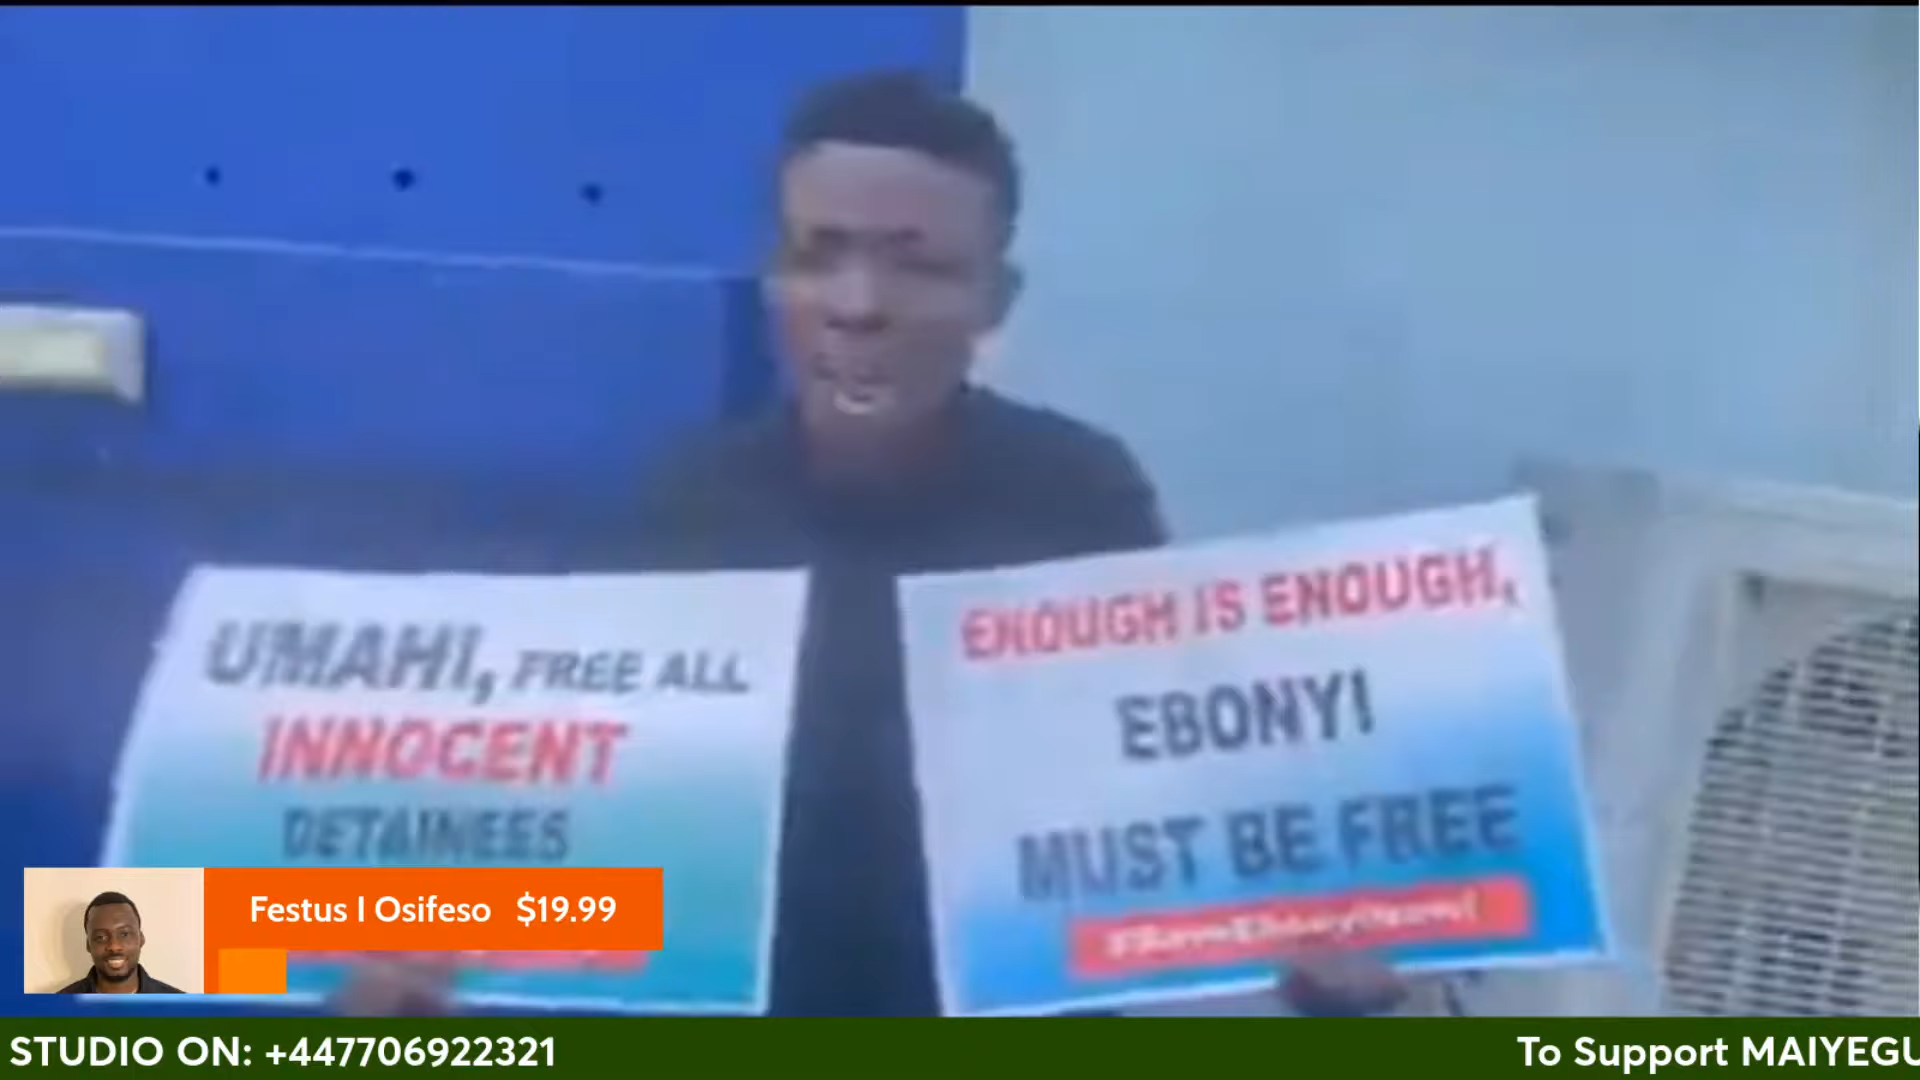 UMAHI, FREE ALL
INNOCENT
DETAINEES
ENOUGH IS ENOUGH,
EBONYI
MUST BE FREE
Festus I Osifeso $19.99
STUDIO ON: +447706922321
To Support MAIYEGU